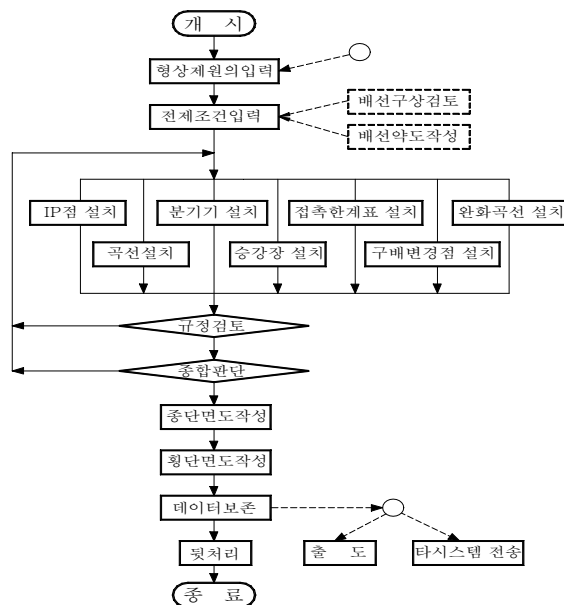 개 시
형상제원의입력
전제조건입력
배선구상검토
배선약도작성
IP점 설치
분기기 설치
접촉한계표 설치
완화곡선 설치
곡선설치
승강장 설치
구배변경점 설치
규정검토
종합판단
종단면도작성
횡단면도작성
데이터보존
뒷처리
출 도
타시스템 전송
종 료